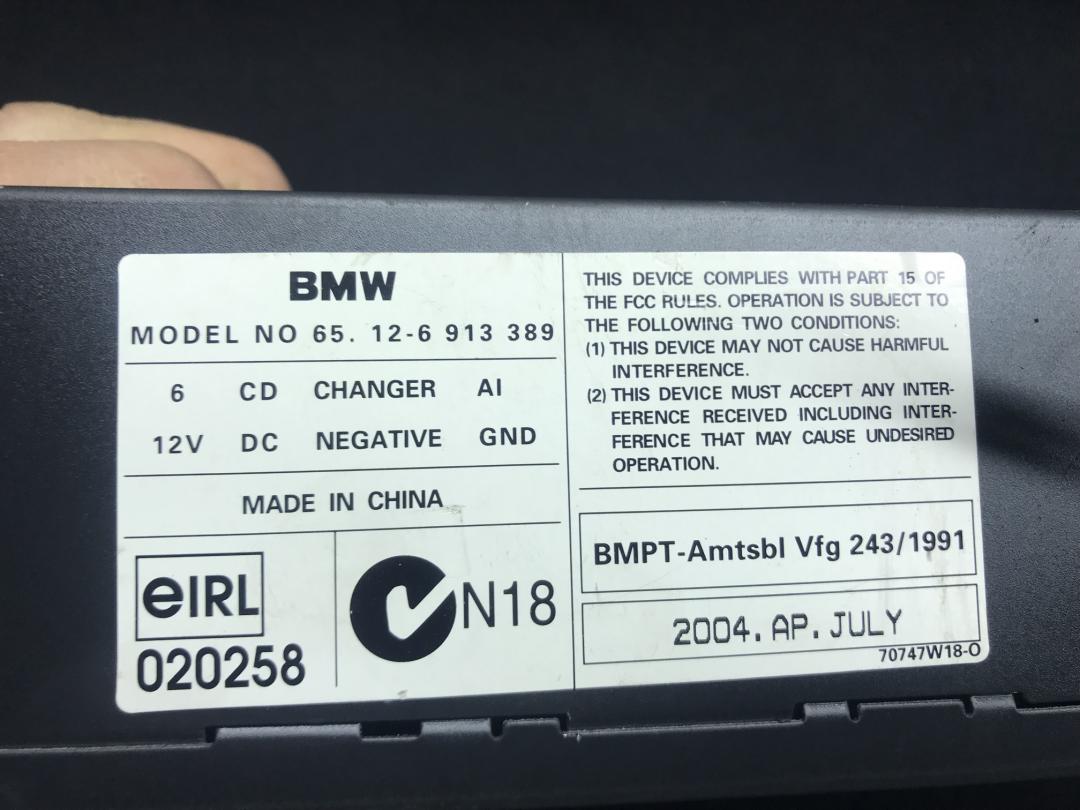 BMW
MODEL NO 65. 12-6 913 389
6 CD CHANGER AI
12V DC NEGATIVE GND
MADE IN CHINA
eIRL
020258
N18
THIS DEVICE COMPLIES WITH PART 15 OF
THE FCC RULES. OPERATION IS SUBJECT TO
THE FOLLOWING TWO CONDITIONS:
(1) THIS DEVICE MAY NOT CAUSE HARMFUL
INTERFERENCE.
(2) THIS DEVICE MUST ACCEPT ANY INTER-
FERENCE RECEIVED INCLUDING INTER-
FERENCE THAT MAY CAUSE UNDESIRED
OPERATION.
BMPT-Amtsbl Vfg 243/1991
2004. AP. JULY
70747W18-O